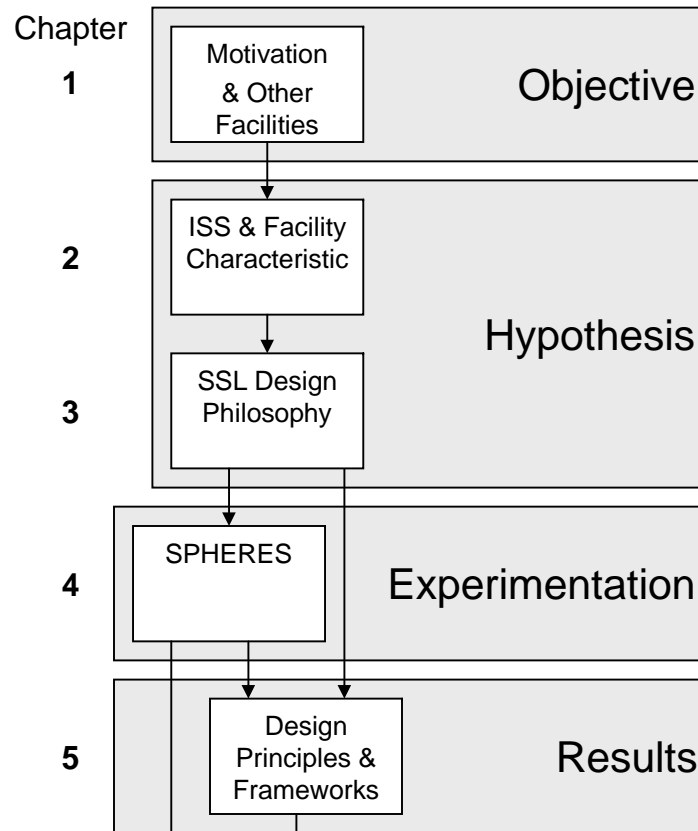 Chapter
1
Motivation
& Other
Facilities
Objective
2
ISS & Facility
Characteristic
Hypothesis
3
SSL Design
Philosophy
4
SPHERES
Experimentation
5
Design
Principles &
Frameworks
Results